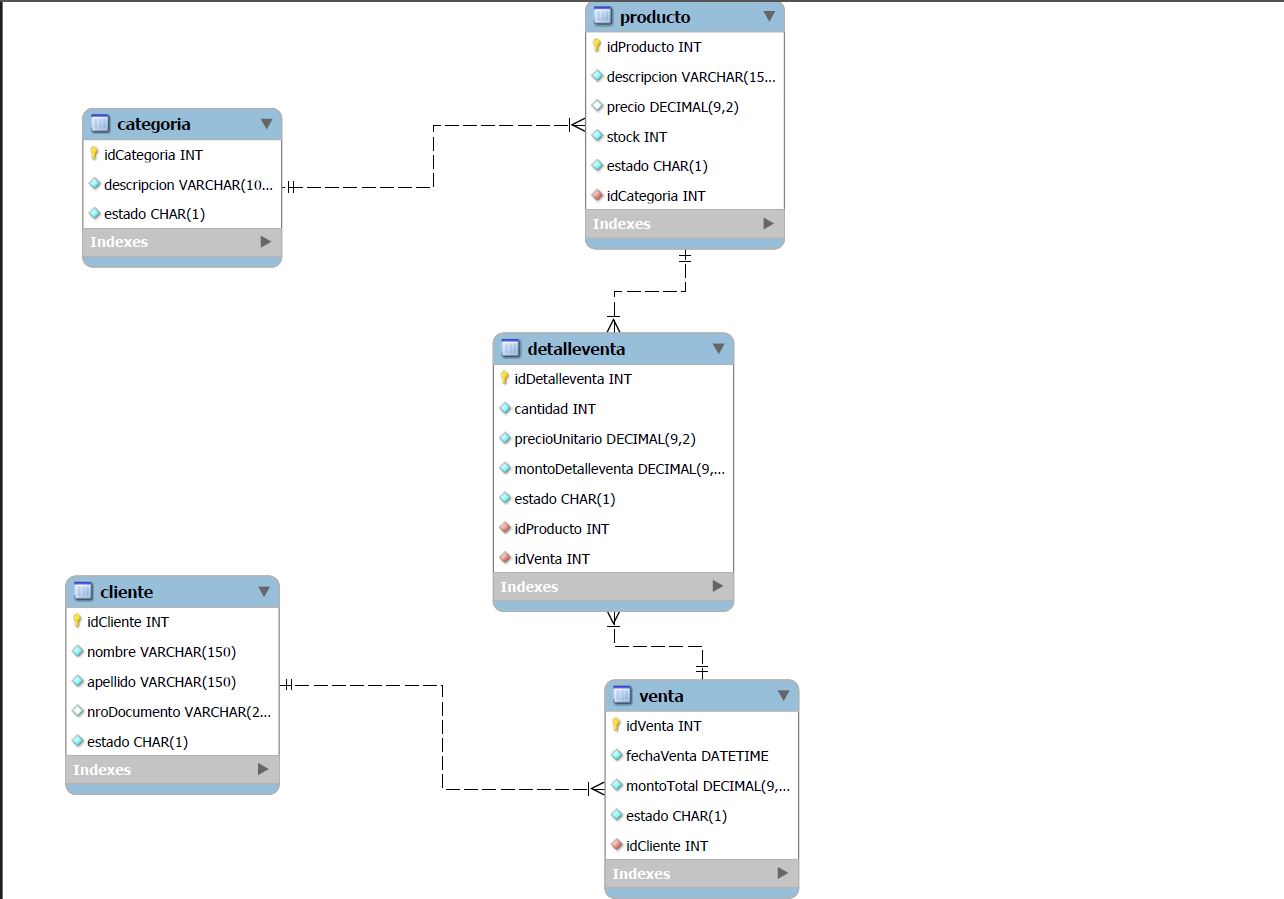 producto
idProducto INT
descripcion VARCHAR(15...
precio DECIMAL(9,2)
stock INT
estado CHAR(1)
idCategoria INT
Indexes
categoria
idCategoria INT
descripcion VARCHAR(10...
estado CHAR(1)
Indexes
detalleventa
idDetalleventa INT
cantidad INT
precioUnitario DECIMAL(9,2)
montoDetalleventa DECIMAL(9,...
estado CHAR(1)
idProducto INT
idVenta INT
Indexes
cliente
idCliente INT
nombre VARCHAR(150)
apellido VARCHAR(150)
nroDocumento VARCHAR(2...
estado CHAR(1)
Indexes
venta
idVenta INT
fechaVenta DATETIME
montoTotal DECIMAL(9,...
estado CHAR(1)
idCliente INT
Indexes